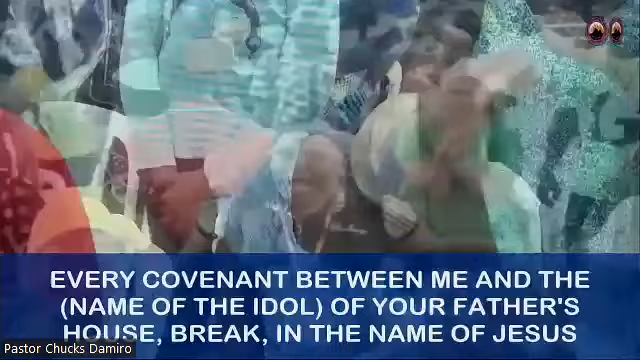 EVERY COVENANT BETWEEN ME AND THE
(NAME OF THE IDOL) OF YOUR FATHER'S
HOUSE, BREAK, IN THE NAME OF JESUS
Pastor Chucks Damiro